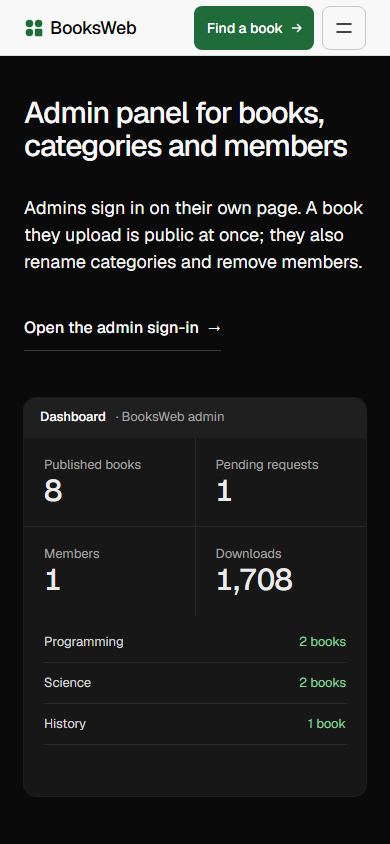 BooksWeb
Find a book →
Admin panel for books,
categories and members
Admins sign in on their own page. A book
they upload is public at once; they also
rename categories and remove members.
Open the admin sign-in →
Dashboard · BooksWeb admin
Published books
8
Pending requests
1
Members
1
Downloads
1,708
Programming 2 books
Science 2 books
History 1 book